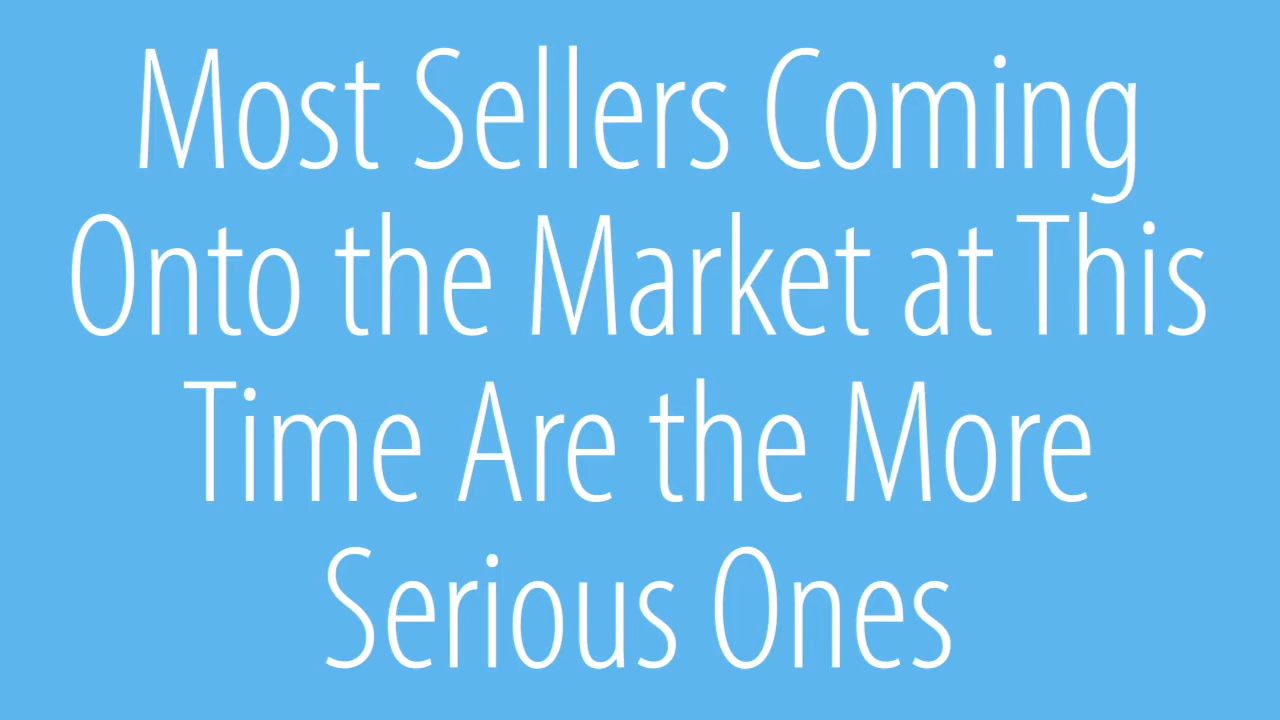 Most Sellers Coming
Onto the Market at This
Time Are the More
Serious Ones